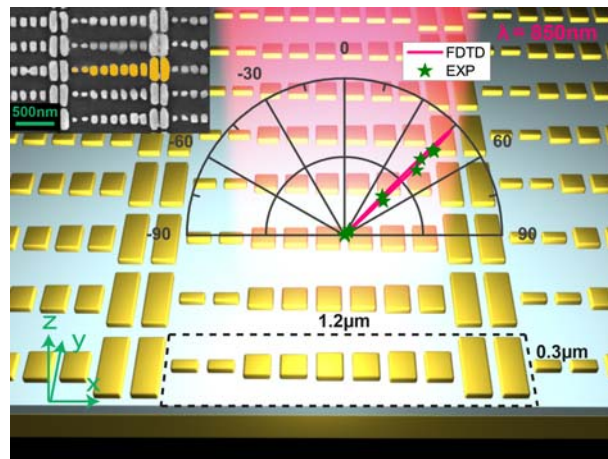 λ = 850nm
0
FDTD
EXP
-30
500nm
-60
60
-90
90
1.2μm
0.3μm
z
y
x